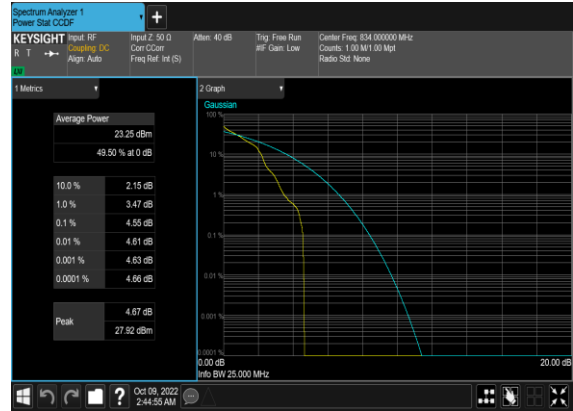 Spectrum Analyzer 1
Power Stat CCDF
KEYSIGHT
R T
LXI
Input: RF
Coupling: DC
Align: Auto
Input Z: 50 Ω
Corr CCorr
Freq Ref: Int (S)
Atten: 40 dB
Trig: Free Run
#IF Gain: Low
Center Freq: 834.000000 MHz
Counts: 1.00 M/1.00 Mpt
Radio Std: None
1 Metrics
Average Power
23.25 dBm
49.50 % at 0 dB
10.0 % 2.15 dB
1.0 % 3.47 dB
0.1 % 4.55 dB
0.01 % 4.61 dB
0.001 % 4.63 dB
0.0001 % 4.66 dB
Peak
4.67 dB
27.92 dBm
2 Graph
Gaussian
100 %
10 %
1 %
0.1 %
0.01 %
0.001 %
0.0001 %
0.00 dB
20.00 dB
Info BW 25.000 MHz
?
Oct 09, 2022
2:44:55 AM